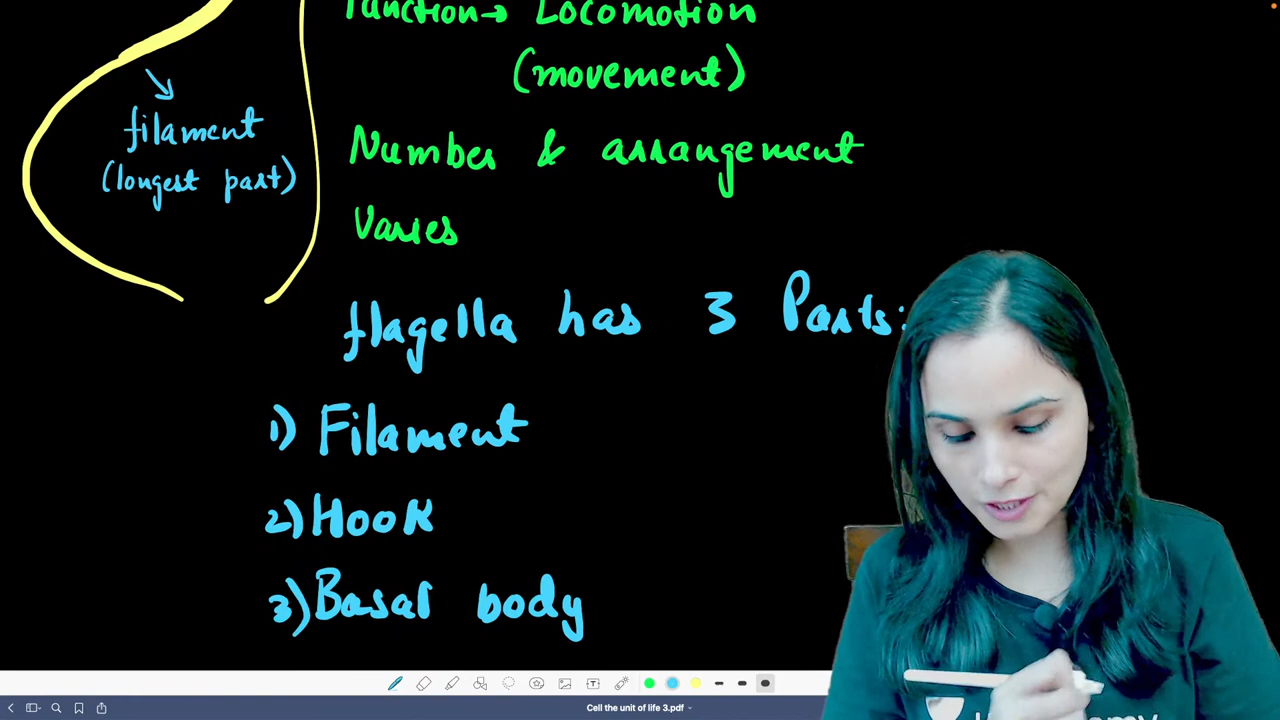 function → Locomotion
(movement)
filament
(longest part)
Number & arrangement
Varies
flagella has 3 Parts:
1) Filament
2) Hook
3) Basal body
Cell the unit of life 3.pdf